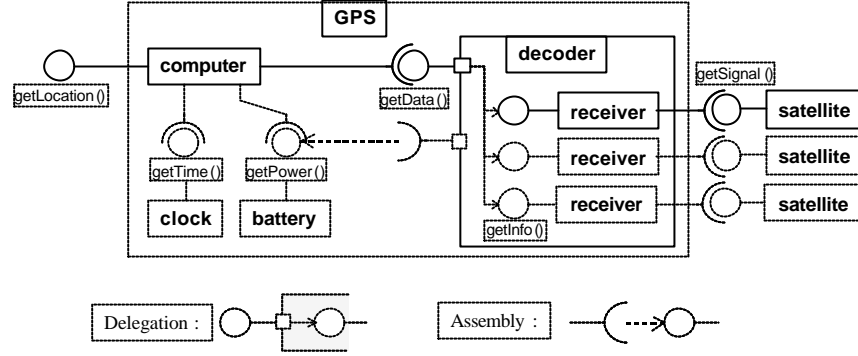 GPS
decoder
computer
getLocation ()
getData ()
getSignal ()
receiver
satellite
receiver
satellite
receiver
satellite
getTime ()
getPower ()
clock
battery
getInfo ()
Delegation :
Assembly :